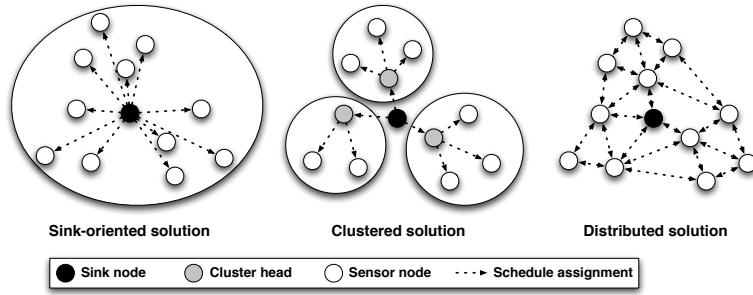 Sink-oriented solution
Clustered solution
Distributed solution
Sink node
Cluster head
Sensor node
Schedule assignment